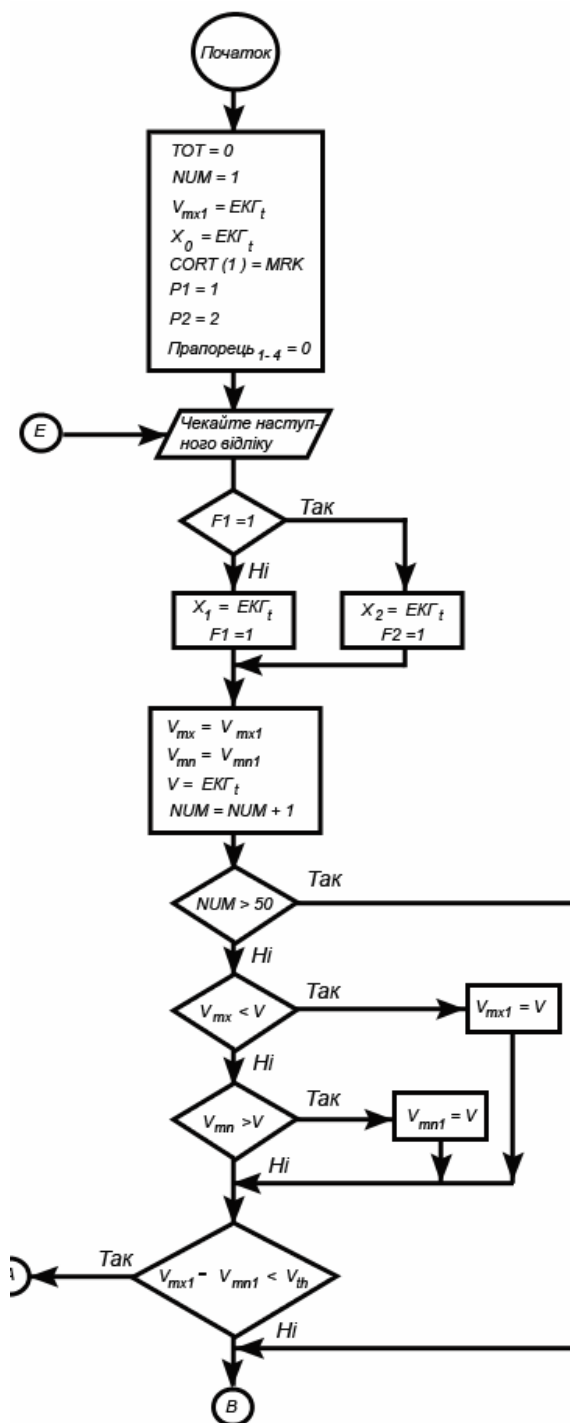 Початок
TOT = 0
NUM = 1
Vmx1 = ЕКГt
X0 = ЕКГt
CORT (1) = MRK
P1 = 1
P2 = 2
Прапорець1-4 = 0
E
Чекайте наступ-
ного відліку
F1 =1
Так
Ні
X1 = ЕКГt
F1 =1
X2 = ЕКГt
F2 =1
Vmx = Vmx1
Vmn = Vmn1
V = ЕКГt
NUM = NUM + 1
NUM > 50
Так
Ні
Vmx < V
Так
Vmx1 = V
Ні
Vmn >V
Так
Vmn1 = V
Ні
Vmx1 - Vmn1 < Vth
Так
A
Ні
B